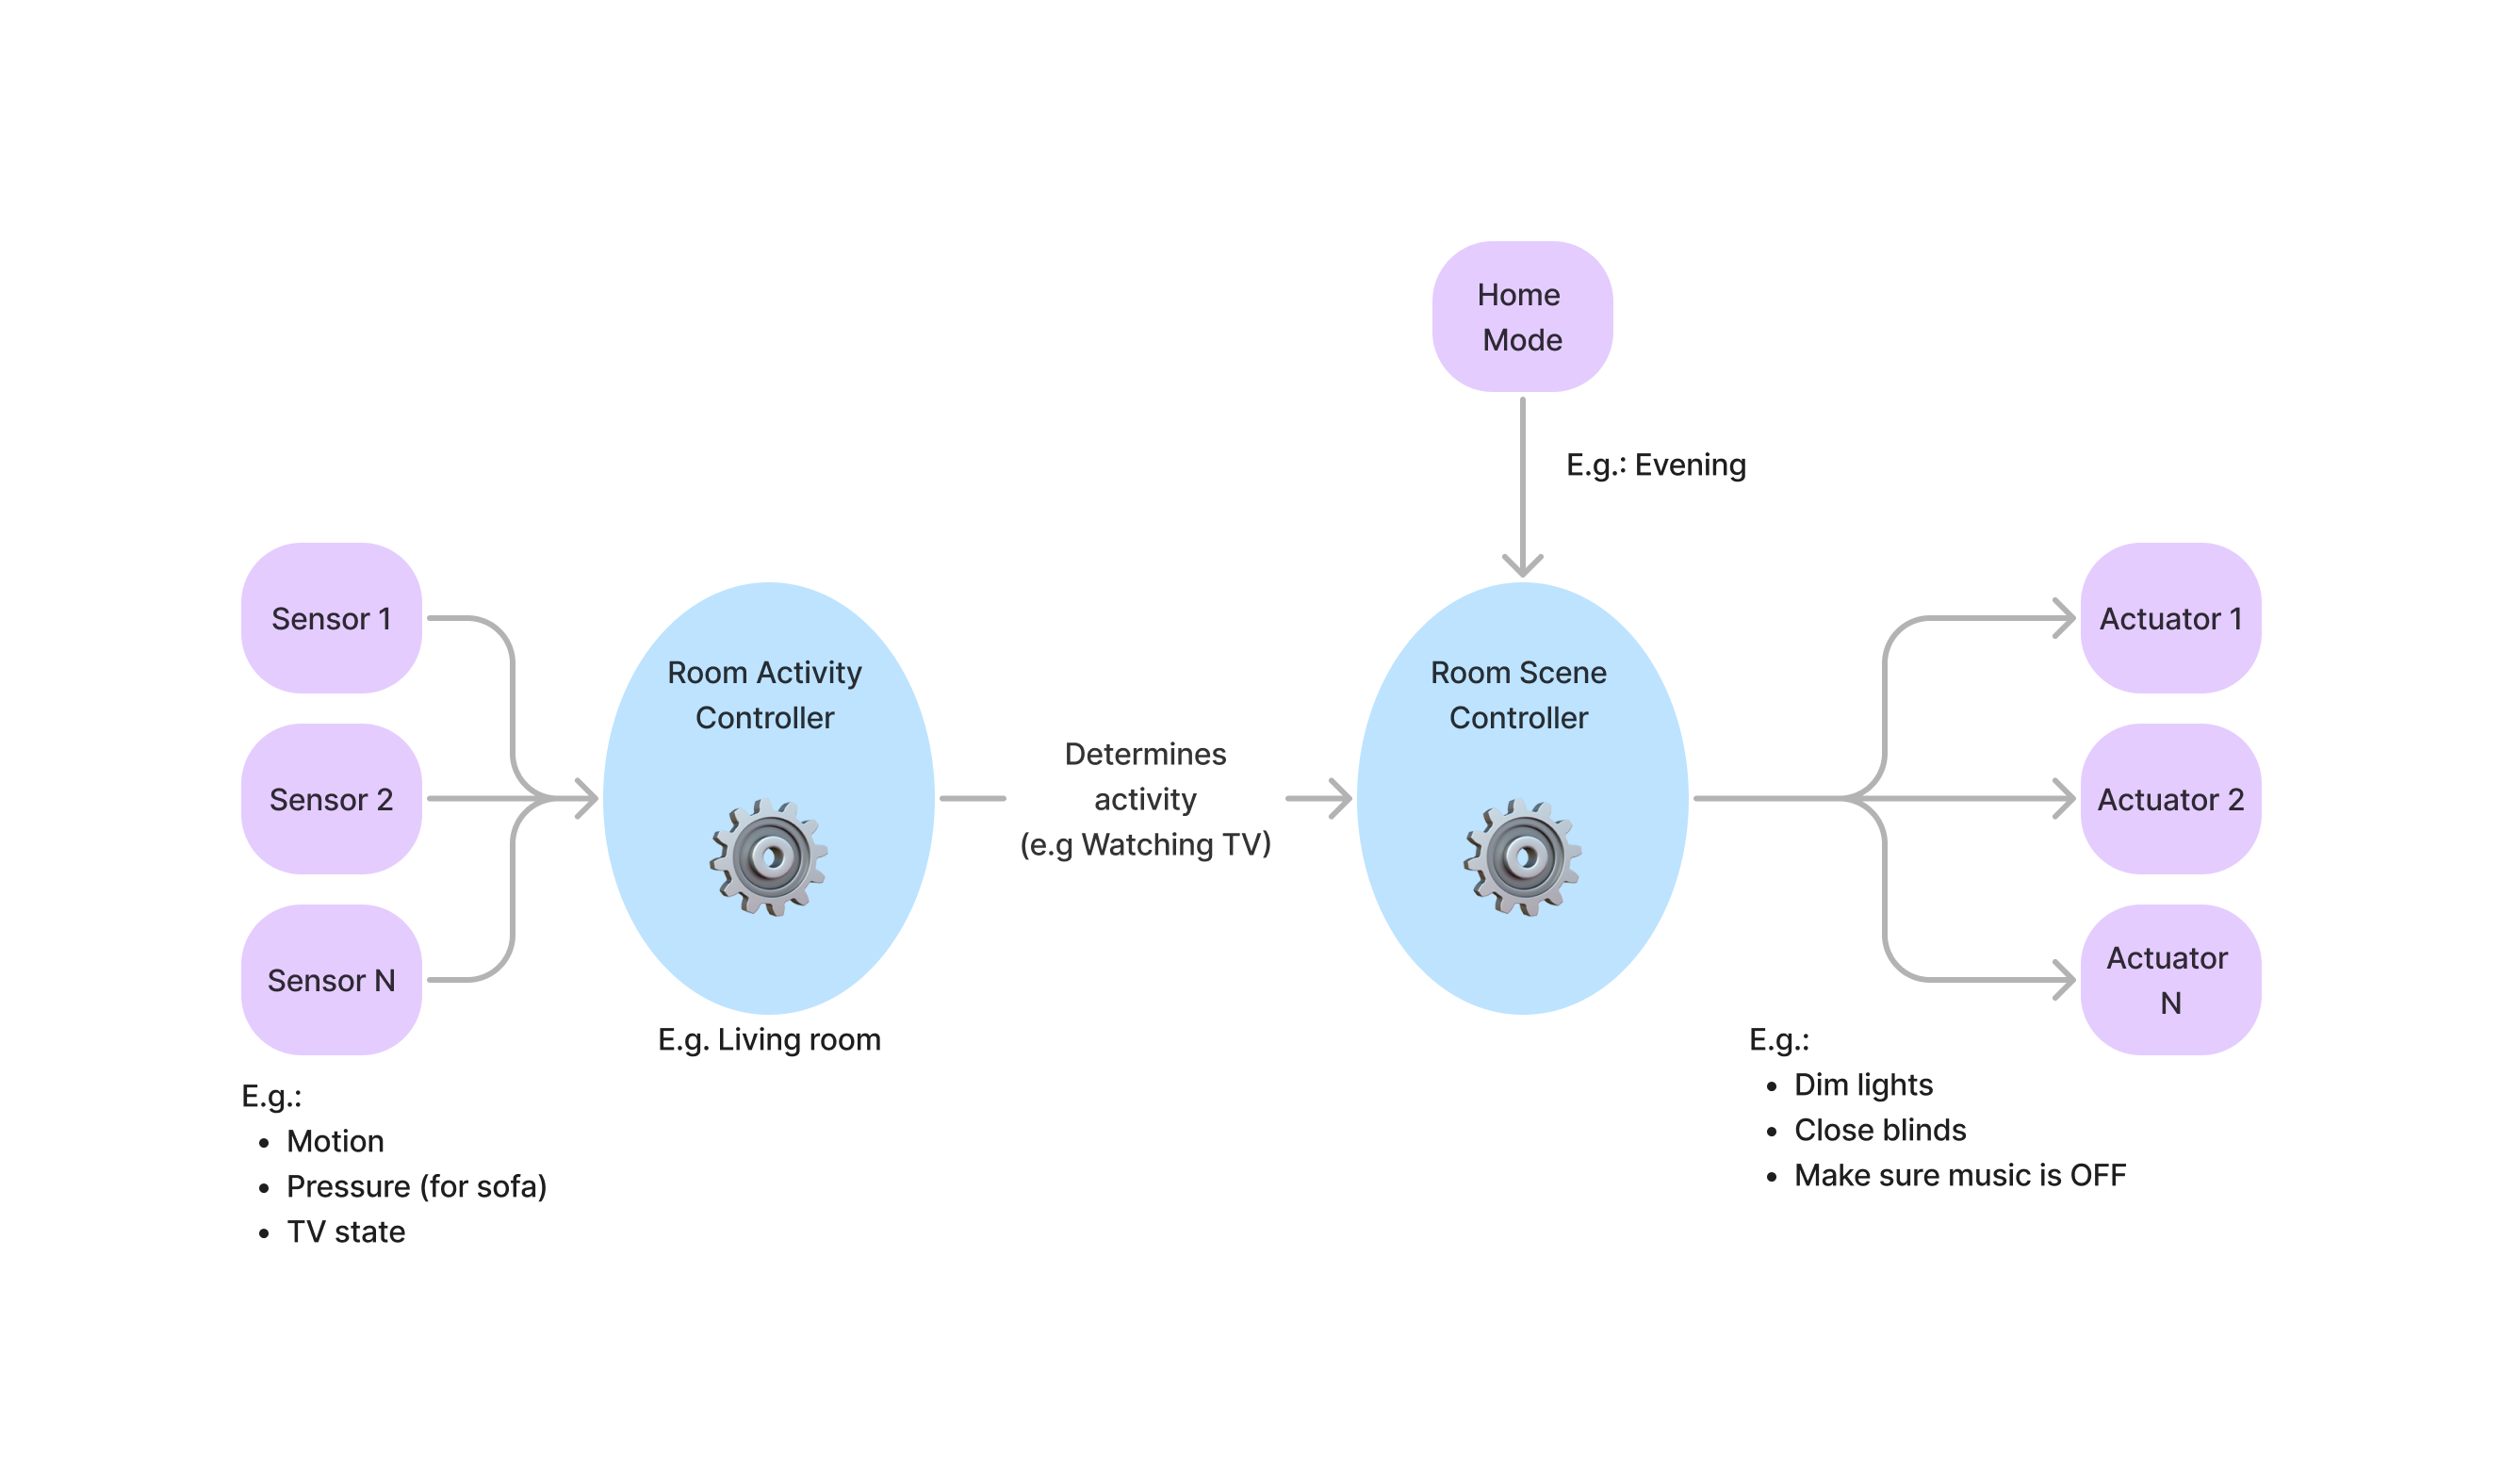 Home
Mode
E.g.: Evening
Sensor 1
Sensor 2
Sensor N
E.g.:
• Motion
• Pressure (for sofa)
• TV state
Room Activity
Controller
E.g. Living room
Determines
activity
(e.g Watching TV)
Room Scene
Controller
Actuator 1
Actuator 2
Actuator
N
E.g.:
• Dim lights
• Close blinds
• Make sure music is OFF